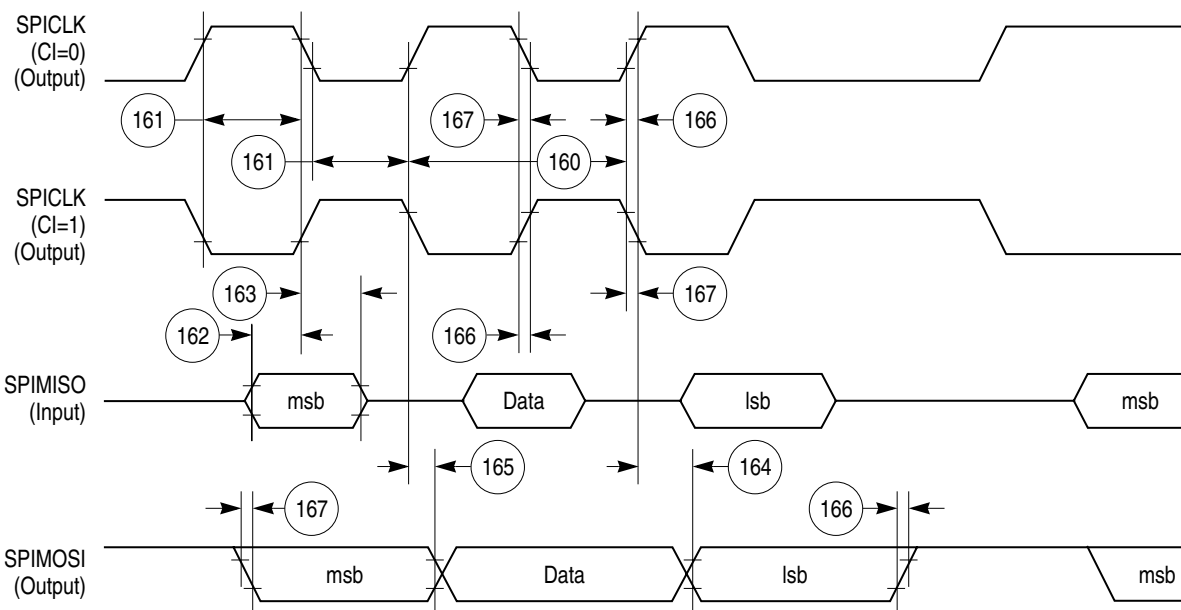 SPICLK
(CI=0)
(Output)
161
167
166
161
160
SPICLK
(CI=1)
(Output)
163
167
162
166
SPIMISO
(Input)
msb
Data
lsb
msb
165
164
167
166
SPIMOSI
(Output)
msb
Data
lsb
msb